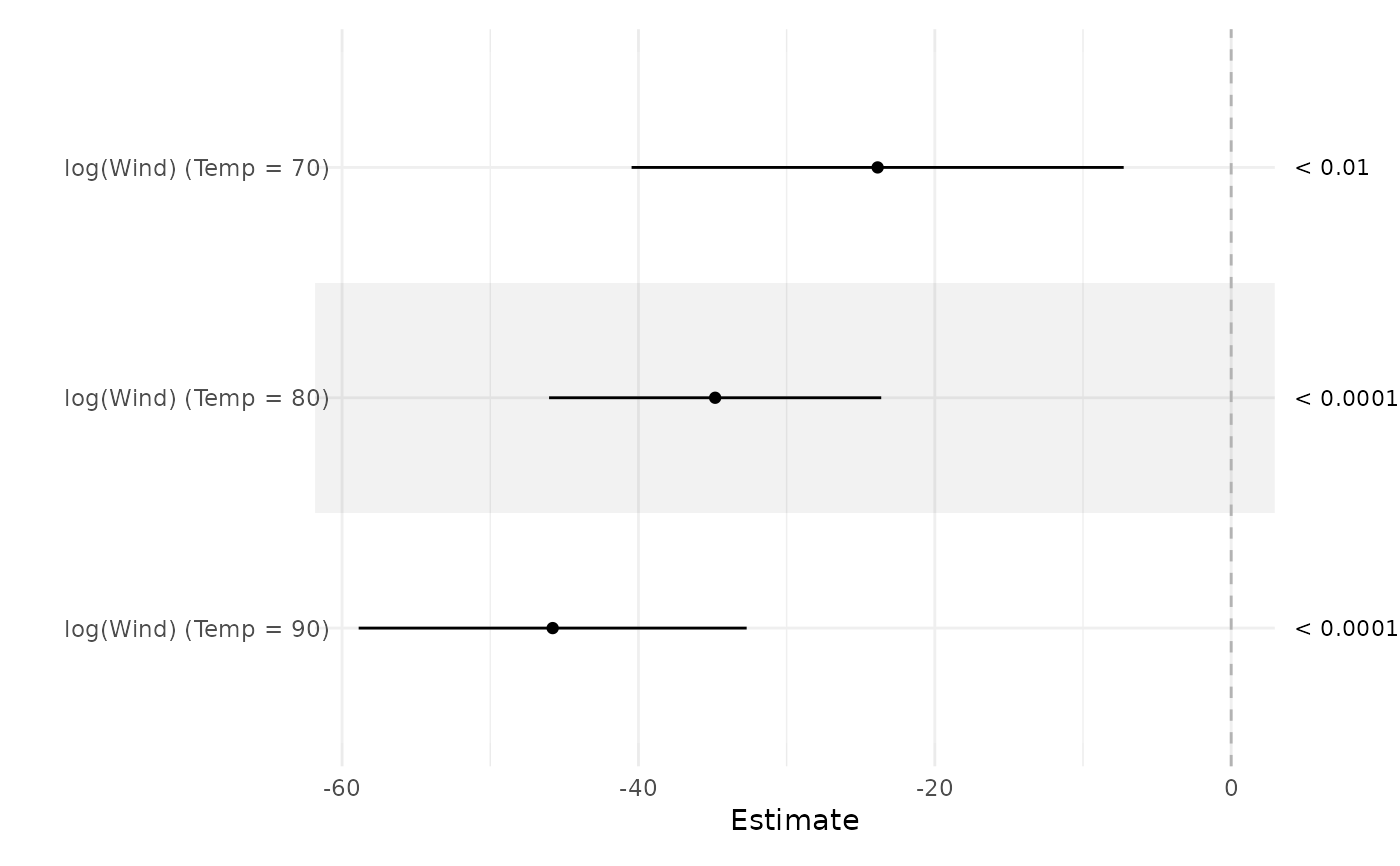 log(Wind) (Temp = 70) < 0.01
log(Wind) (Temp = 80) < 0.0001
log(Wind) (Temp = 90) < 0.0001
-60 -40 -20 0
Estimate